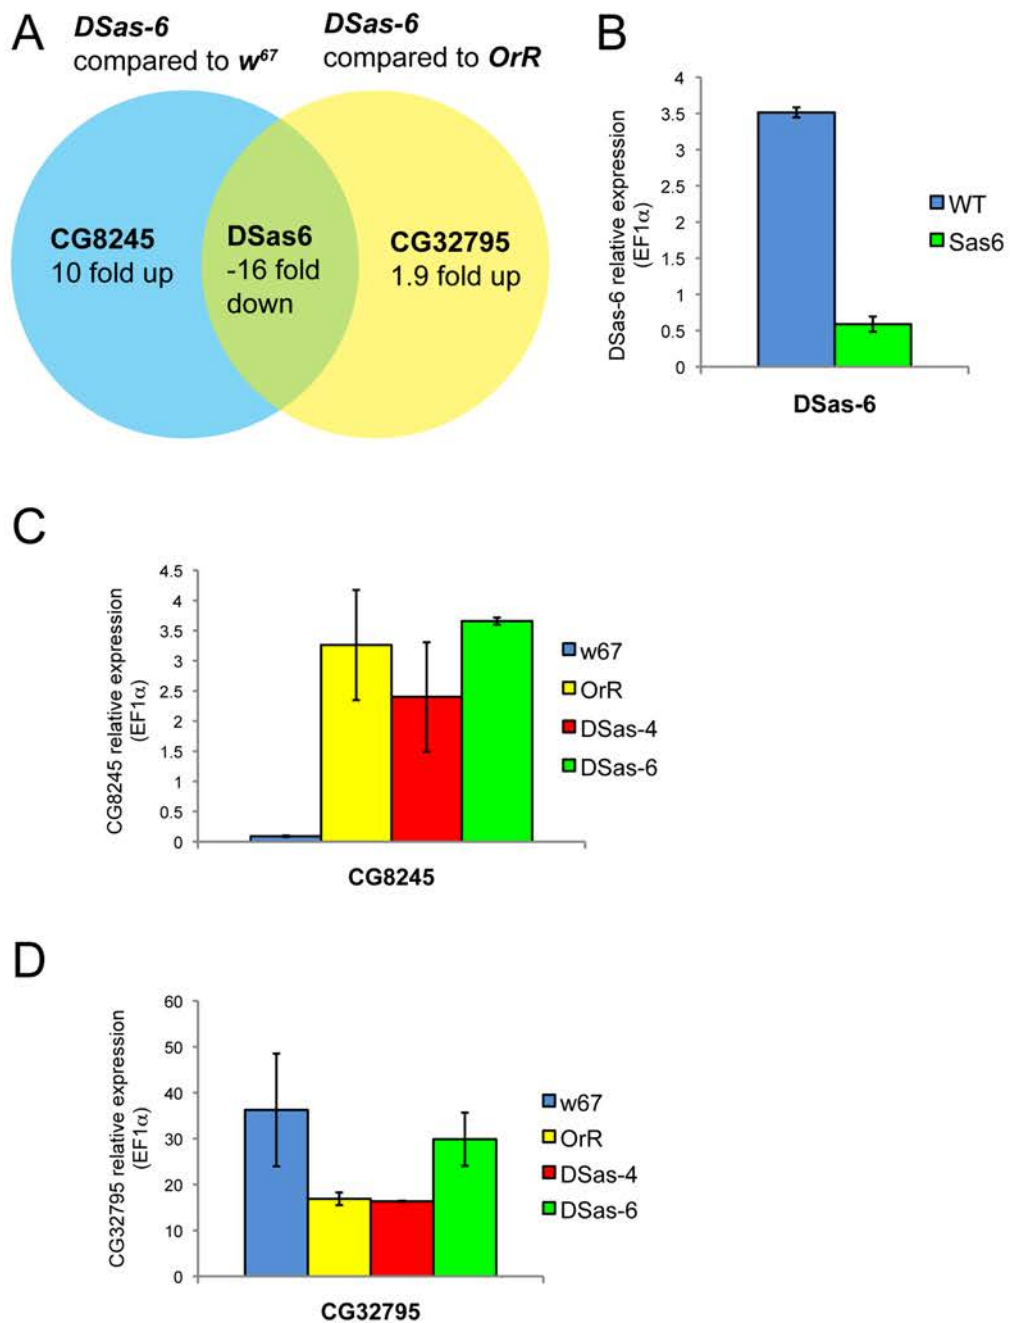 A
DSas-6
compared to w⁶⁷
DSas-6
compared to OrR
CG8245
10 fold up
DSas6
-16 fold
down
CG32795
1.9 fold up
B
DSas-6 relative expression
(EF1α)
4
3.5
3
2.5
2
1.5
1
0.5
0
DSas-6
WT
Sas6
C
CG8245 relative expression
(EF1α)
4.5
4
3.5
3
2.5
2
1.5
1
0.5
0
CG8245
w67
OrR
DSas-4
DSas-6
D
CG32795 relative expression
(EF1α)
60
50
40
30
20
10
0
CG32795
w67
OrR
DSas-4
DSas-6